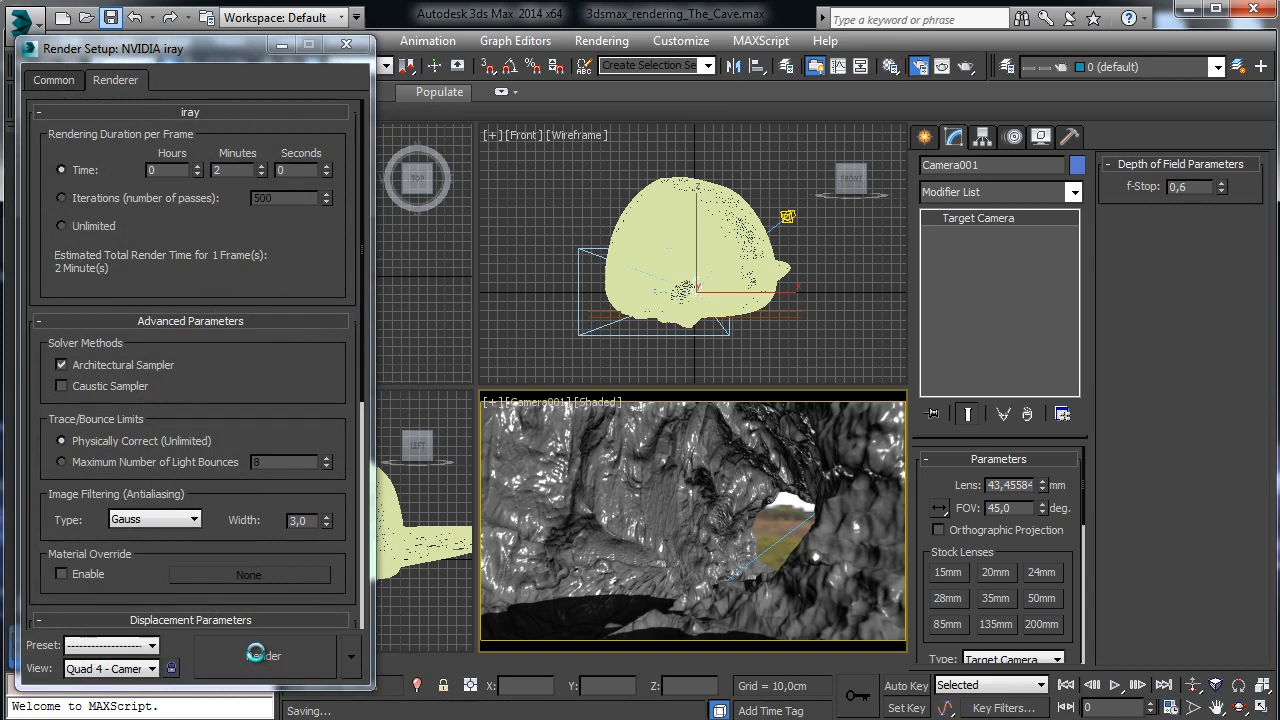 Workspace: Default
Autodesk 3ds Max 2014 x64
3dsmax_rendering_The_Cave.max
Type a keyword or phrase
Render Setup: NVIDIA iray
Animation
Graph Editors
Rendering
Customize
MAXScript
Help
Create Selection Se
0 (default)
Common
Renderer
Populate
iray
Rendering Duration per Frame
Hours
Minutes
Seconds
Time:
0
2
0
Iterations (number of passes):
500
Unlimited
Estimated Total Render Time for 1 Frame(s):
2 Minute(s)
Advanced Parameters
Solver Methods
Architectural Sampler
Caustic Sampler
Trace/Bounce Limits
Physically Correct (Unlimited)
Maximum Number of Light Bounces
8
Image Filtering (Antialiasing)
Type:
Gauss
Width:
3,0
Material Override
Enable
None
Displacement Parameters
Preset:
--------------------------
View:
Quad 4 - Camer
TOP
LEFT
[+][Front][Wireframe]
FRONT
z
x
[+][Camera001][Shaded]
Camera001
Modifier List
Target Camera
Depth of Field Parameters
f-Stop:
0,6
Parameters
Lens:
43,45584
mm
FOV:
45,0
deg.
Orthographic Projection
Stock Lenses
15mm
20mm
24mm
28mm
35mm
50mm
85mm
135mm
200mm
Type:
Target Camera
X:
Y:
Z:
Grid = 10,0cm
Auto Key
Selected
Welcome to MAXScript.
Saving...
Add Time Tag
Set Key
Key Filters...
0